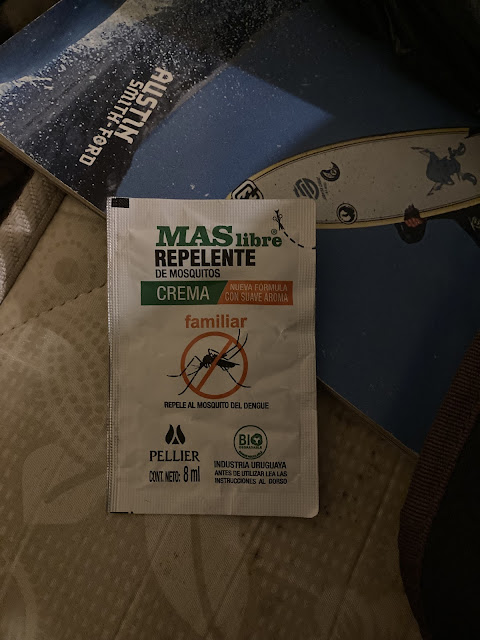 AUSTIN
SMITH-FORD
MAS libre®
REPELENTE
DE MOSQUITOS
CREMA
NUEVA FORMULA
CON SUAVE AROMA
familiar
REPELE AL MOSQUITO DEL DENGUE
PELLIER
CONT. NETO: 8 ml
BIO
INDUSTRIA URUGUAYA
ANTES DE UTILIZAR LEA LAS
INSTRUCCIONES AL DORSO